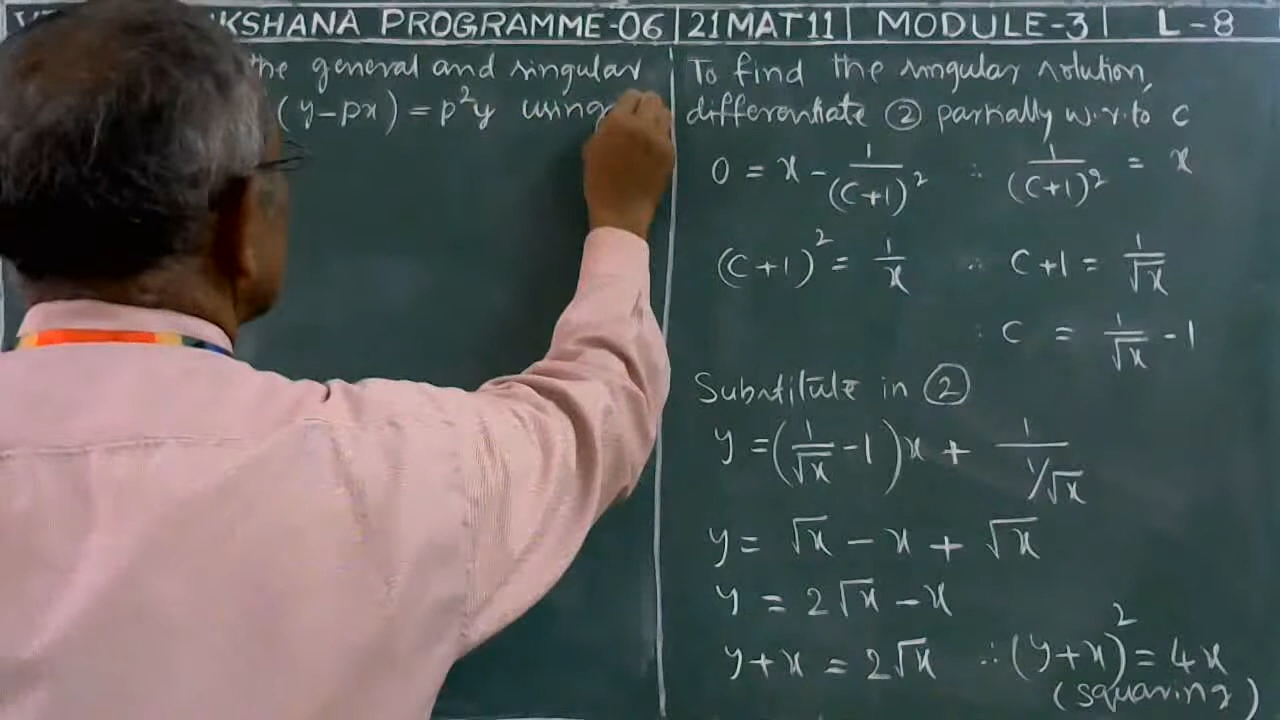 KSHANA PROGRAMME-06 21MAT11 MODULE-3 L-8
the general and singular
(y-px) = p²y using
To find the singular solution,
differentiate ② partially w.r.to c
0 = x - 1/(C+1)² ∴ 1/(C+1)² = x
(C+1)² = 1/x ∴ C+1 = 1/√x
∴ C = 1/√x - 1
Substitute in ②
y = (1/√x - 1)x + 1/1/√x
y = √x - x + √x
y = 2√x - x
y+x = 2√x ∴ (y+x)² = 4x
(squaring)